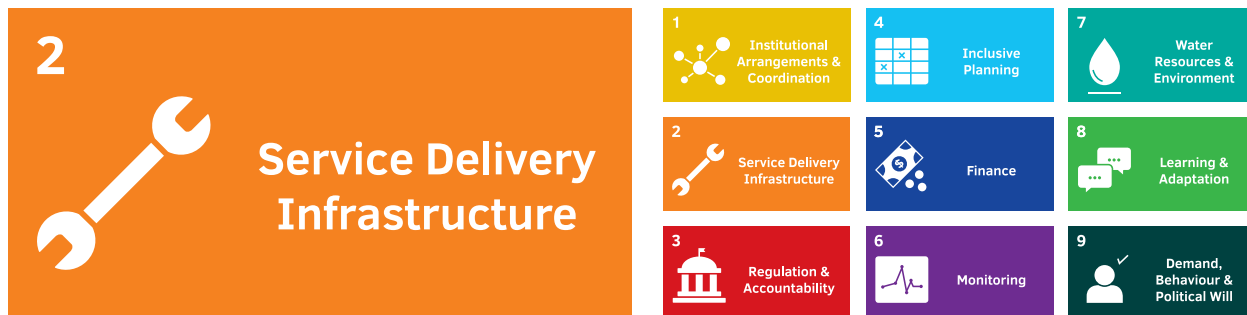 2
Service Delivery
Infrastructure
1
Institutional
Arrangements &
Coordination
2
Service Delivery
Infrastructure
3
Regulation &
Accountability
4
Inclusive
Planning
5
Finance
6
Monitoring
7
Water
Resources &
Environment
8
Learning &
Adaptation
9
Demand,
Behaviour &
Political Will